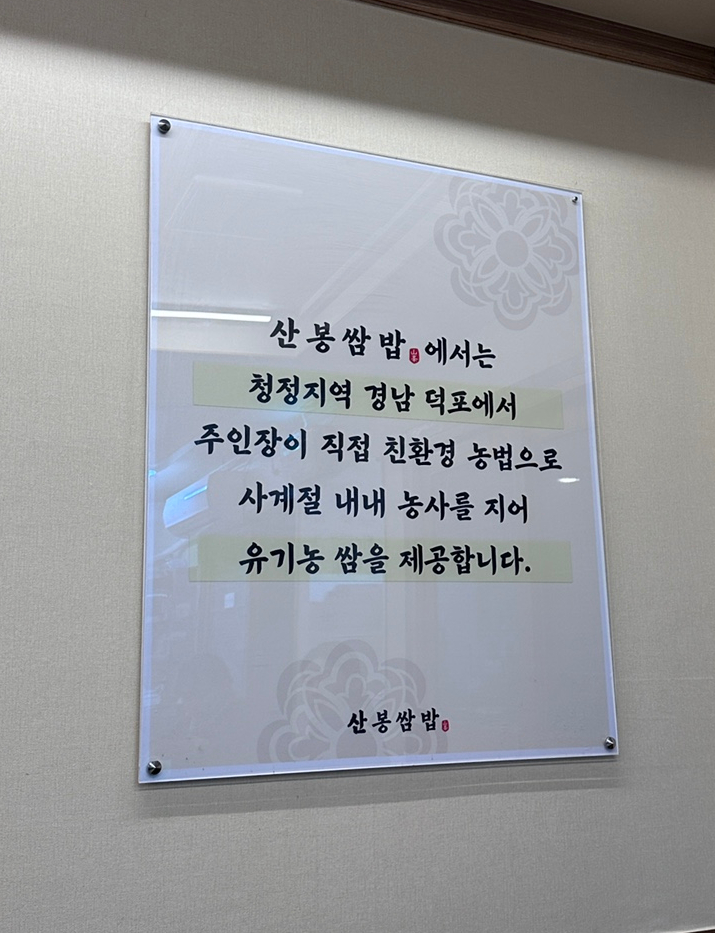 산봉쌈밥에서는
청정지역 경남 덕포에서
주인장이 직접 친환경 농법으로
사계절 내내 농사를 지어
유기농 쌈을 제공합니다.
산봉쌈밥